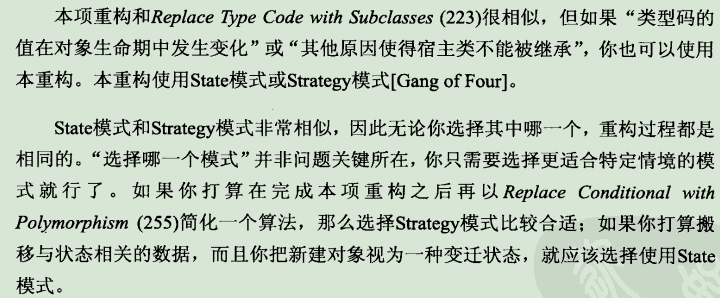 本项重构和Replace Type Code with Subclasses (223)很相似，但如果“类型码的
值在对象生命期中发生变化”或“其他原因使得宿主类不能被继承”，你也可以使用
本重构。本重构使用State模式或Strategy模式[Gang of Four]。
State模式和Strategy模式非常相似，因此无论你选择其中哪一个，重构过程都是
相同的。“选择哪一个模式”并非问题关键所在，你只需要选择更适合特定情境的模
式就行了。如果你打算在完成本项重构之后再以Replace Conditional with
Polymorphism (255)简化一个算法，那么选择Strategy模式比较合适；如果你打算搬
移与状态相关的数据，而且你把新建对象视为一种变迁状态，就应该选择使用State
模式。